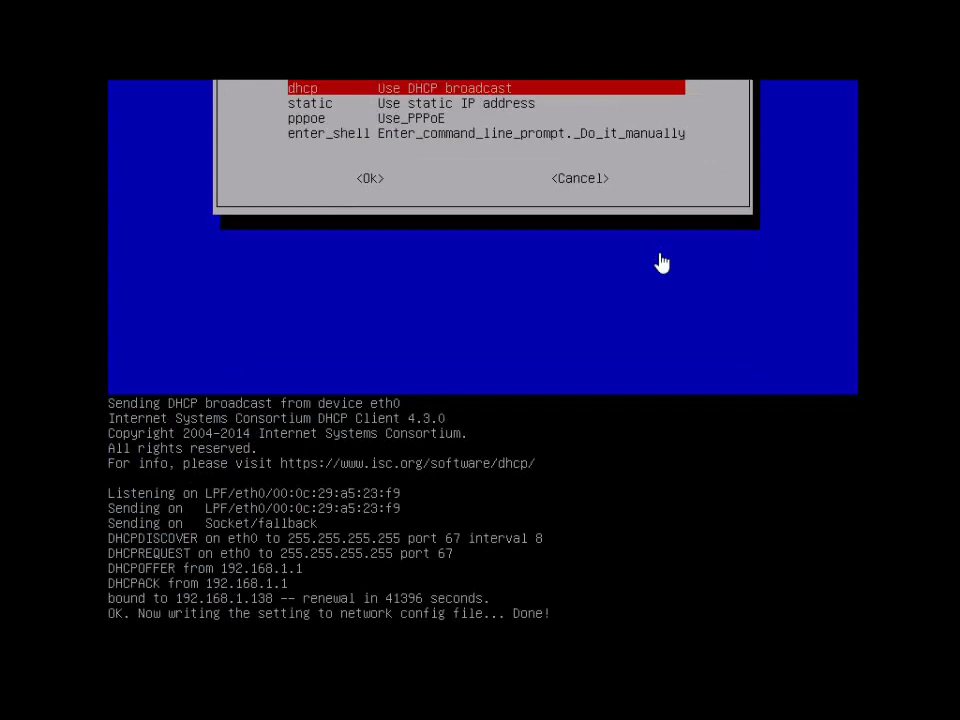 dhcp Use DHCP broadcast
static Use static IP address
pppoe Use_PPPoE
enter_shell Enter_command_line_prompt._Do_it_manually
<Ok> <Cancel>
Sending DHCP broadcast from device eth0
Internet Systems Consortium DHCP Client 4.3.0
Copyright 2004-2014 Internet Systems Consortium.
All rights reserved.
For info, please visit https://www.isc.org/software/dhcp/
Listening on LPF/eth0/00:0c:29:a5:23:f9
Sending on LPF/eth0/00:0c:29:a5:23:f9
Sending on Socket/fallback
DHCPDISCOVER on eth0 to 255.255.255.255 port 67 interval 8
DHCPREQUEST on eth0 to 255.255.255.255 port 67
DHCPOFFER from 192.168.1.1
DHCPACK from 192.168.1.1
bound to 192.168.1.138 -- renewal in 41396 seconds.
OK. Now writing the setting to network config file... Done!